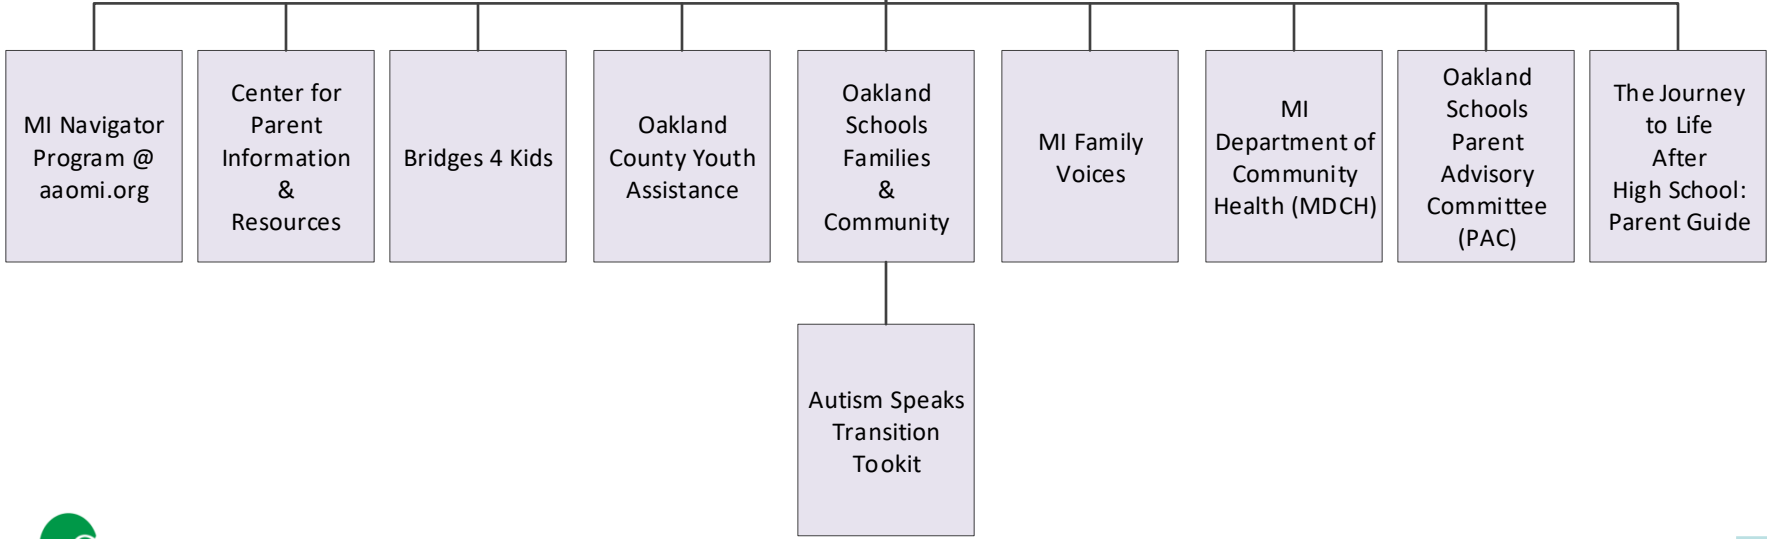 MI Navigator
Program @
aaomi.org
Center for
Parent
Information
&
Resources
Bridges 4 Kids
Oakland
County Youth
Assistance
Oakland
Schools
Families
&
Community
MI Family
Voices
MI
Department of
Community
Health (MDCH)
Oakland
Schools
Parent
Advisory
Committee
(PAC)
The Journey
to Life
After
High School:
Parent Guide
Autism Speaks
Transition
Tookit